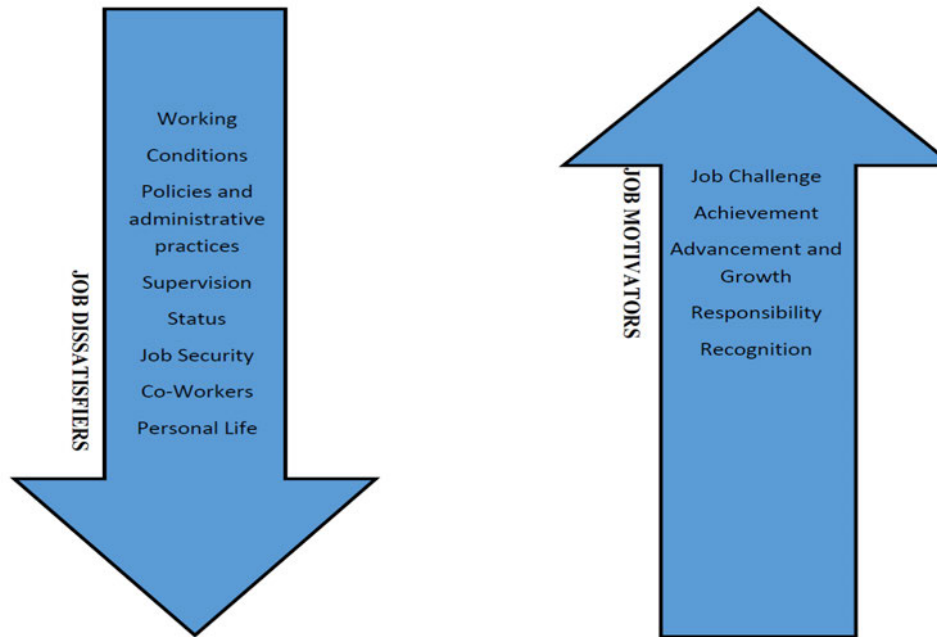 JOB DISSATISFIERS
Working
Conditions
Policies and
administrative
practices
Supervision
Status
Job Security
Co-Workers
Personal Life
JOB MOTIVATORS
Job Challenge
Achievement
Advancement and
Growth
Responsibility
Recognition